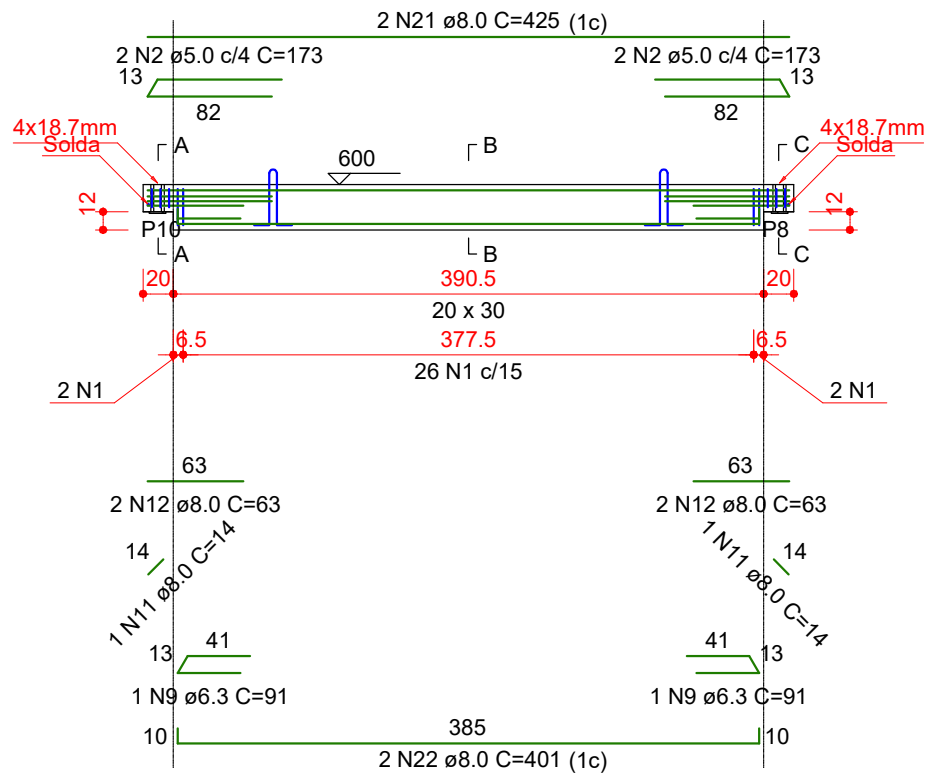 2 N21 ø8.0 C=425 (1c)
2 N2 ø5.0 c/4 C=173
2 N2 ø5.0 c/4 C=173
13
13
82
82
4x18.7mm
4x18.7mm
Solda
Solda
A
B
C
600
12
12
P10
P8
A
B
C
20
390.5
20
20 x 30
6.5
377.5
6.5
26 N1 c/15
2 N1
2 N1
63
63
2 N12 ø8.0 C=63
2 N12 ø8.0 C=63
14
14
1 N11 ø8.0 C=14
1 N11 ø8.0 C=14
13
41
41
13
1 N9 ø6.3 C=91
1 N9 ø6.3 C=91
10
385
10
2 N22 ø8.0 C=401 (1c)